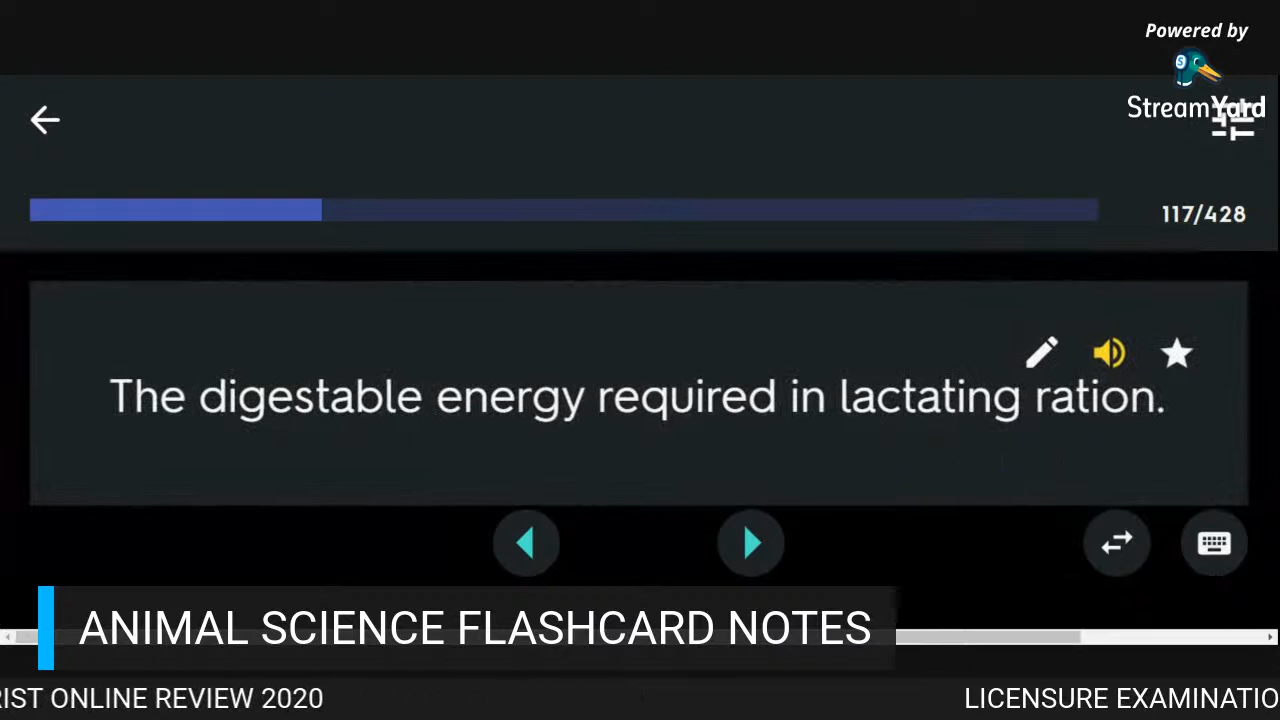 Powered by
StreamYard
117/428
The digestable energy required in lactating ration.
ANIMAL SCIENCE FLASHCARD NOTES
RIST ONLINE REVIEW 2020
LICENSURE EXAMINATIO